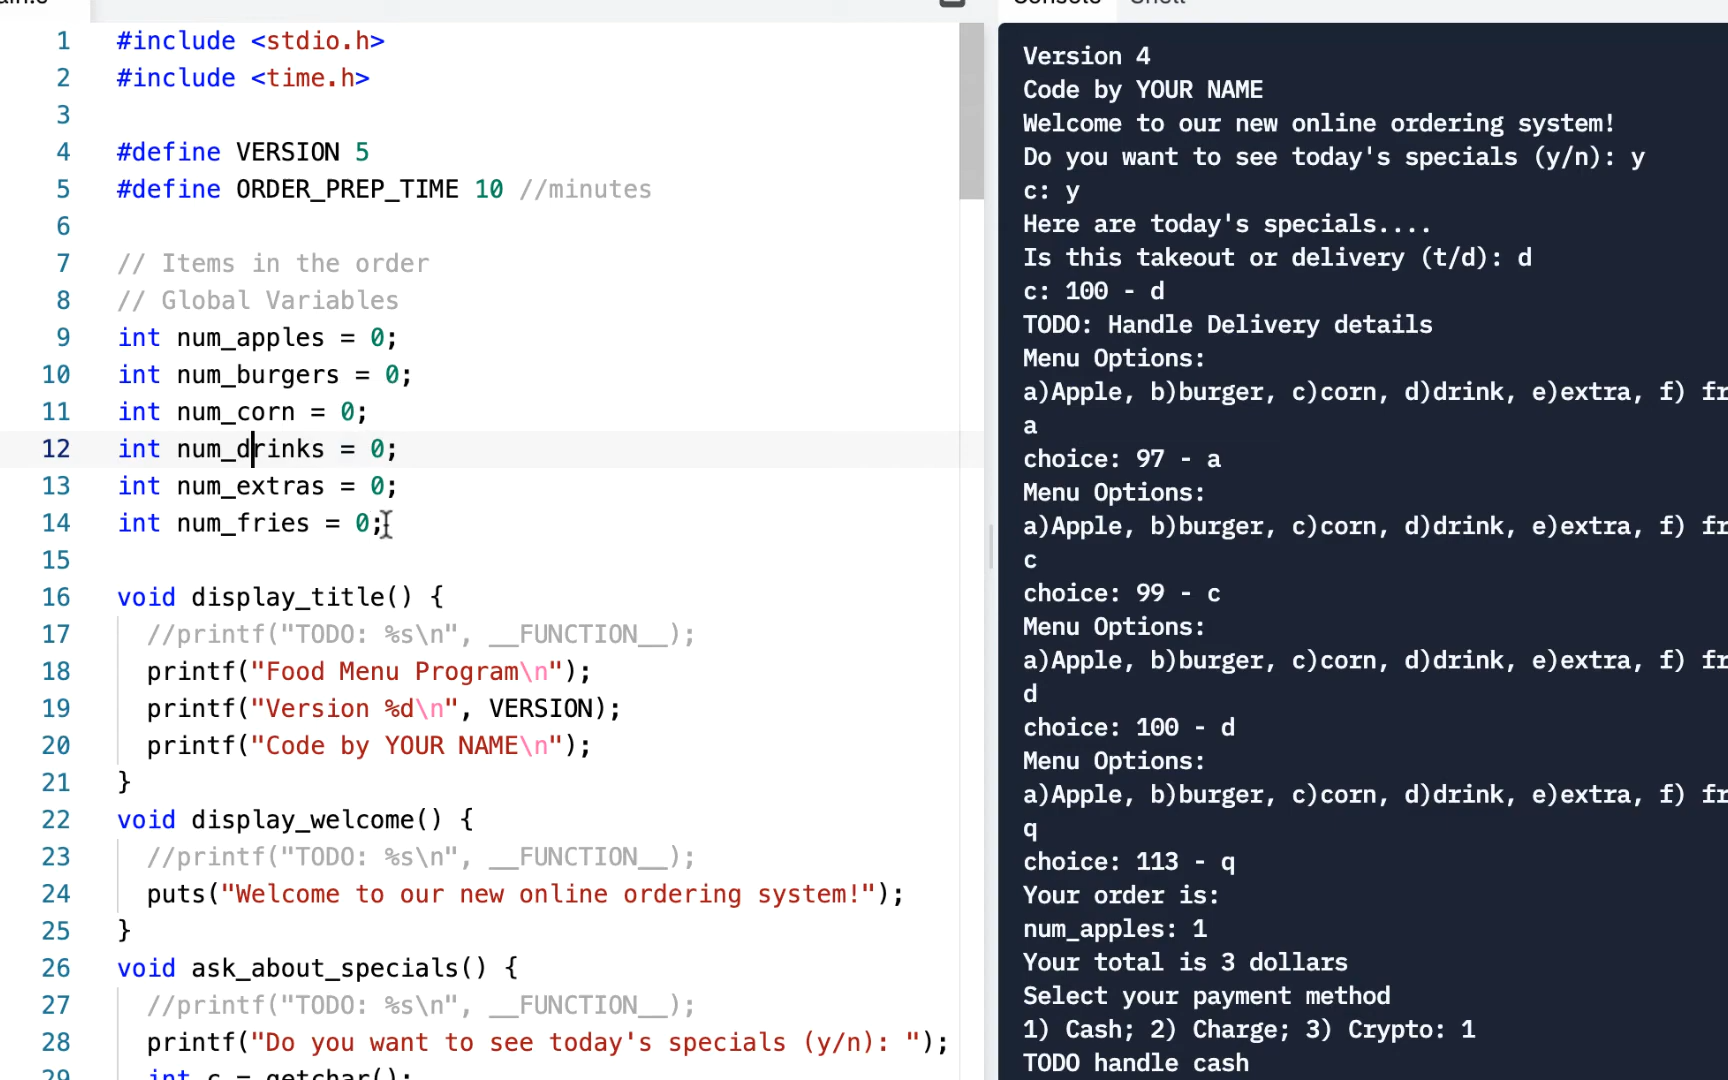 1 #include <stdio.h>
2 #include <time.h>
3
4 #define VERSION 5
5 #define ORDER_PREP_TIME 10 //minutes
6
7 // Items in the order
8 // Global Variables
9 int num_apples = 0;
10 int num_burgers = 0;
11 int num_corn = 0;
12 int num_drinks = 0;
13 int num_extras = 0;
14 int num_fries = 0;
15
16 void display_title() {
17 //printf("TODO: %s\n", __FUNCTION__);
18 printf("Food Menu Program\n");
19 printf("Version %d\n", VERSION);
20 printf("Code by YOUR NAME\n");
21 }
22 void display_welcome() {
23 //printf("TODO: %s\n", __FUNCTION__);
24 puts("Welcome to our new online ordering system!");
25 }
26 void ask_about_specials() {
27 //printf("TODO: %s\n", __FUNCTION__);
28 printf("Do you want to see today's specials (y/n): ");
29 int c = getchar();
Console Shell
Version 4
Code by YOUR NAME
Welcome to our new online ordering system!
Do you want to see today's specials (y/n): y
c: y
Here are today's specials....
Is this takeout or delivery (t/d): d
c: 100 - d
TODO: Handle Delivery details
Menu Options:
a)Apple, b)burger, c)corn, d)drink, e)extra, f) fr
a
choice: 97 - a
Menu Options:
a)Apple, b)burger, c)corn, d)drink, e)extra, f) fr
c
choice: 99 - c
Menu Options:
a)Apple, b)burger, c)corn, d)drink, e)extra, f) fr
d
choice: 100 - d
Menu Options:
a)Apple, b)burger, c)corn, d)drink, e)extra, f) fr
q
choice: 113 - q
Your order is:
num_apples: 1
Your total is 3 dollars
Select your payment method
1) Cash; 2) Charge; 3) Crypto: 1
TODO handle cash